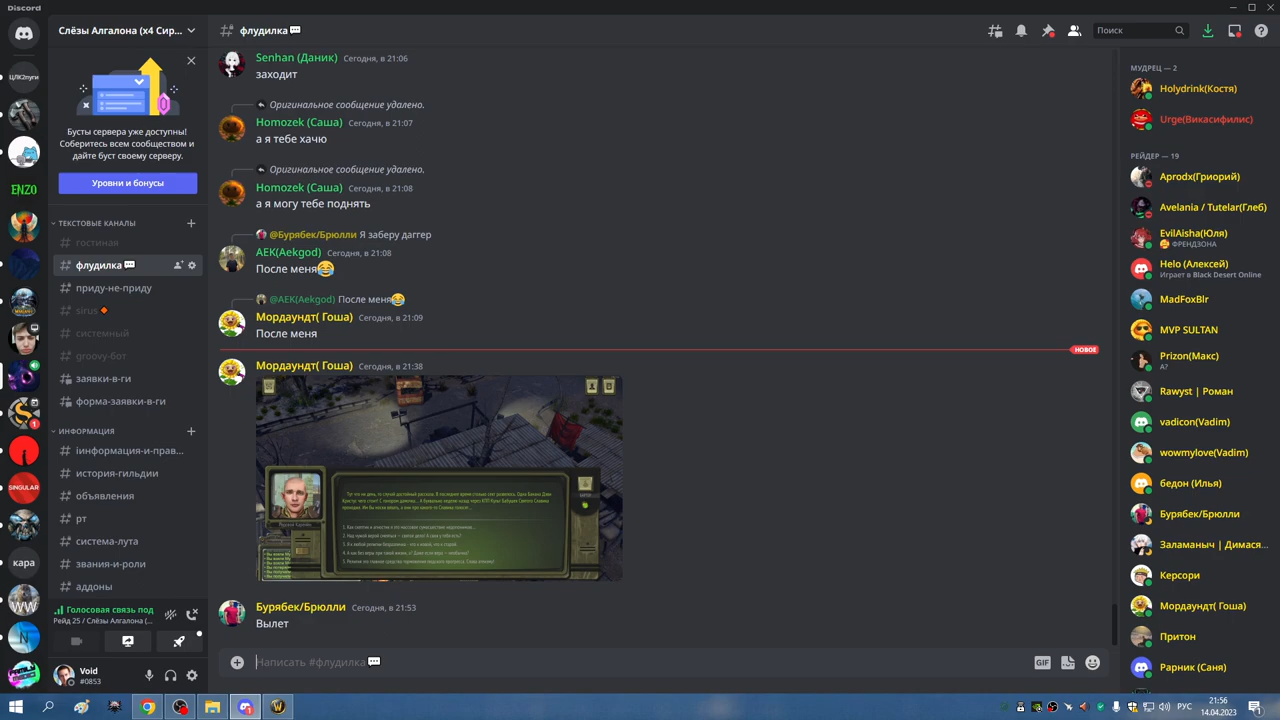 Discord
Слёзы Алгалона (x4 Сир...
Бусты сервера уже доступны!
Соберитесь всем сообществом и
дайте буст своему серверу.
Уровни и бонусы
ТЕКСТОВЫЕ КАНАЛЫ
гостиная
флудилка
приду-не-приду
sirus
системный
groovy-бот
заявки-в-ги
форма-заявки-в-ги
ИНФОРМАЦИЯ
іинформация-и-прав...
история-гильдии
объявления
рт
система-лута
звания-и-роли
аддоны
Голосовая связь под
Рейд 25 / Слёзы Алгалона (...
Void
#0853
ЦЛК2пуги
ENZO
1
SINGULAR
кара
WW
N
флудилка
Поиск
Senhan (Даник) Сегодня, в 21:06
заходит
Оригинальное сообщение удалено.
Homozek (Саша) Сегодня, в 21:07
а я тебе хачю
Оригинальное сообщение удалено.
Homozek (Саша) Сегодня, в 21:08
а я могу тебе поднять
@Бурябек/Брюлли Я заберу даггер
AEK(Aekgod) Сегодня, в 21:08
После меня😂
@AEK(Aekgod) После меня😂
Мордаундт( Гоша) Сегодня, в 21:09
После меня
НОВОЕ
Мордаундт( Гоша) Сегодня, в 21:38
Бурябек/Брюлли Сегодня, в 21:53
Вылет
Написать #флудилка
GIF
МУДРЕЦ — 2
Holydrink(Костя)
Urge(Викасифилис)
РЕЙДЕР — 19
Aprodx(Гриорий)
Avelania / Tutelar(Глеб)
EvilAisha(Юля)
ФРЕНДЗОНА
Helo (Алексей)
Играет в Black Desert Online
MadFoxBlr
MVP SULTAN
Prizon(Макс)
А?
Rawyst | Роман
vadicon(Vadim)
wowmylove(Vadim)
бедон (Илья)
Бурябек/Брюлли
Заламаныч | Димася...
Керсори
Мордаундт( Гоша)
Притон
Рарник (Саня)
РУС
21:56
14.04.2023